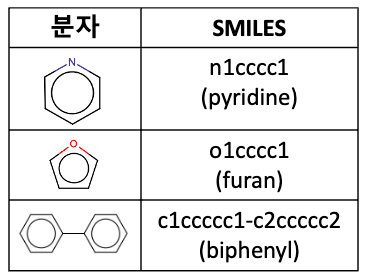 분자 SMILES
N
n1cccc1
(pyridine)
O
o1cccc1
(furan)
c1ccccc1-c2ccccc2
(biphenyl)